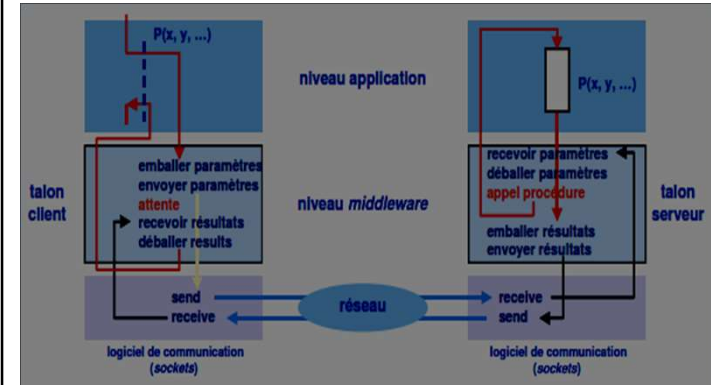 P(x, y, ...)
niveau application
P(x, y, ...)
talon
client
emballer paramètres
envoyer paramètres
attente
recevoir résultats
déballer results
niveau middleware
recevoir paramètres
déballer paramètres
appel procédure
emballer résultats
envoyer résultats
talon
serveur
send
receive
réseau
receive
send
logiciel de communication
(sockets)
logiciel de communication
(sockets)